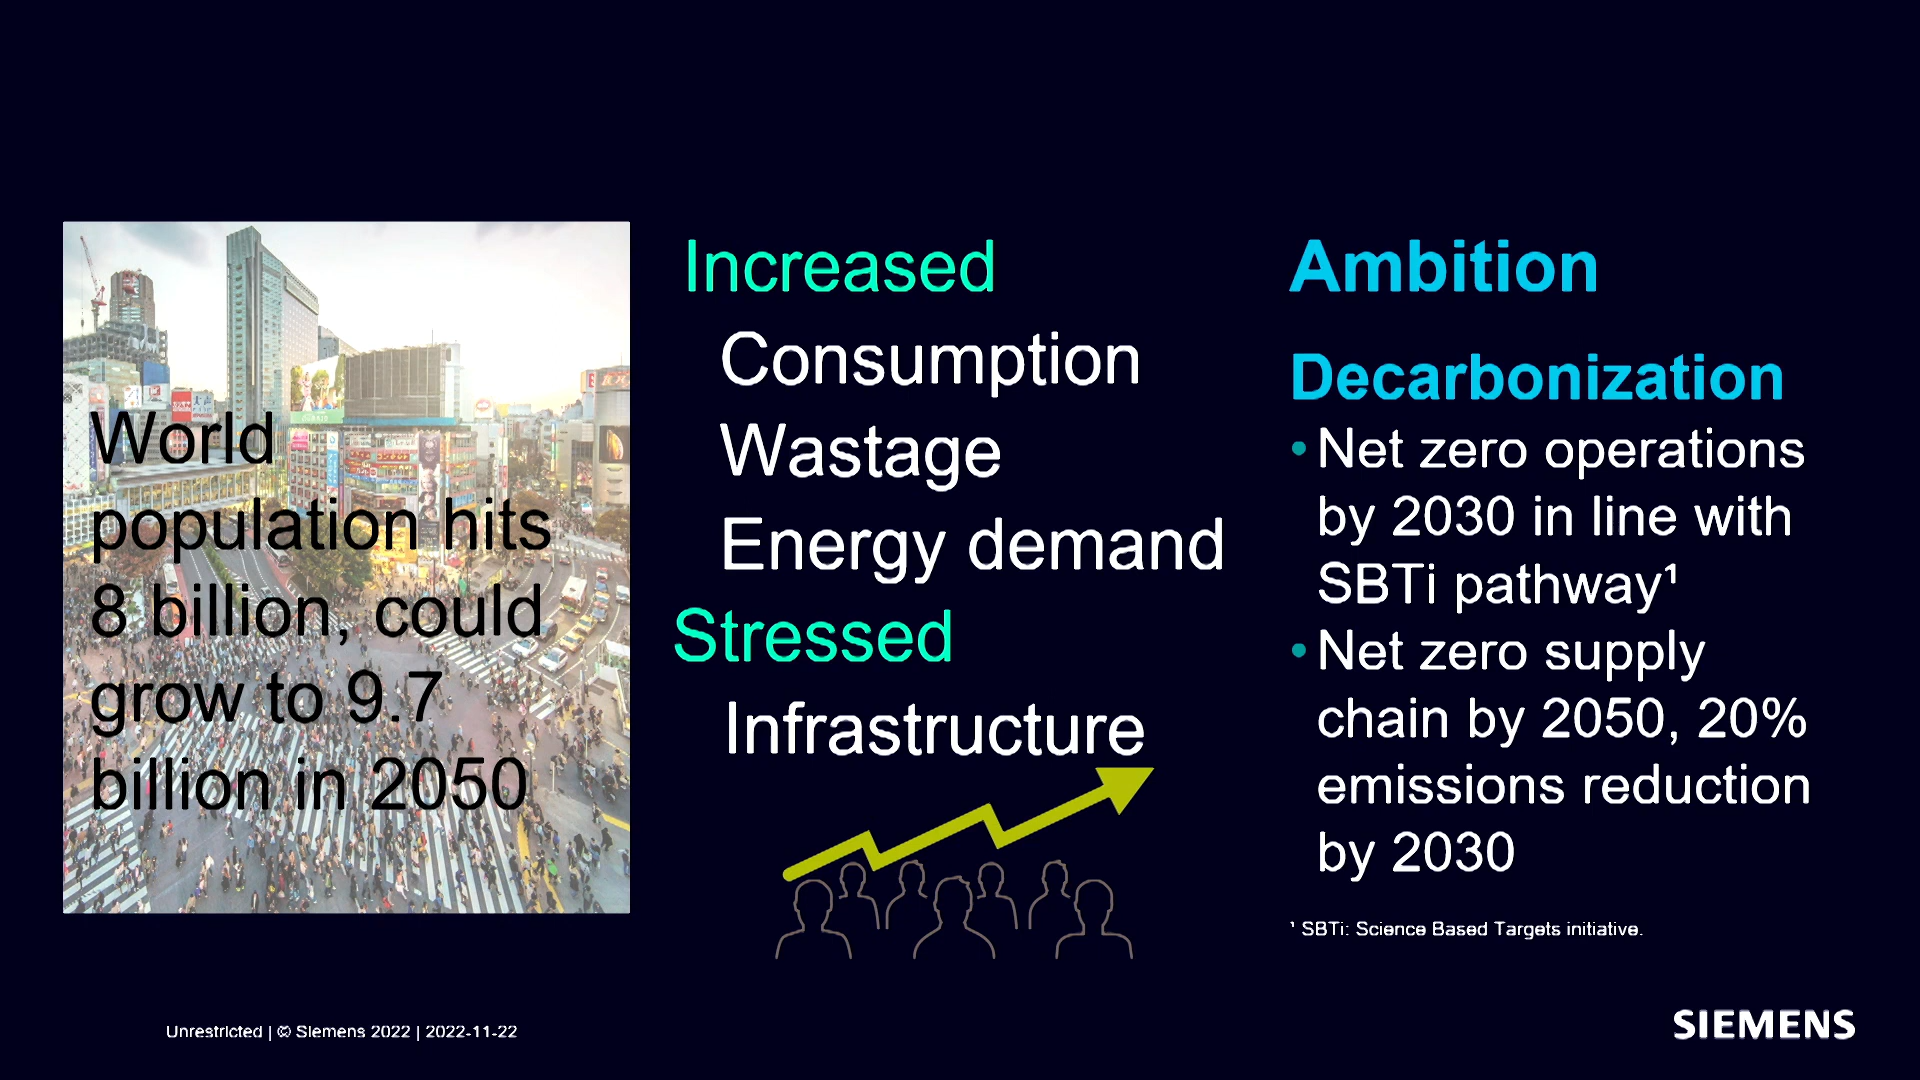 World
population hits
8 billion, could
grow to 9.7
billion in 2050
Increased
Consumption
Wastage
Energy demand
Stressed
Infrastructure
Ambition
Decarbonization
• Net zero operations
by 2030 in line with
SBTi pathway¹
• Net zero supply
chain by 2050, 20%
emissions reduction
by 2030
¹ SBTi: Science Based Targets initiative.
Unrestricted | © Siemens 2022 | 2022-11-22
SIEMENS